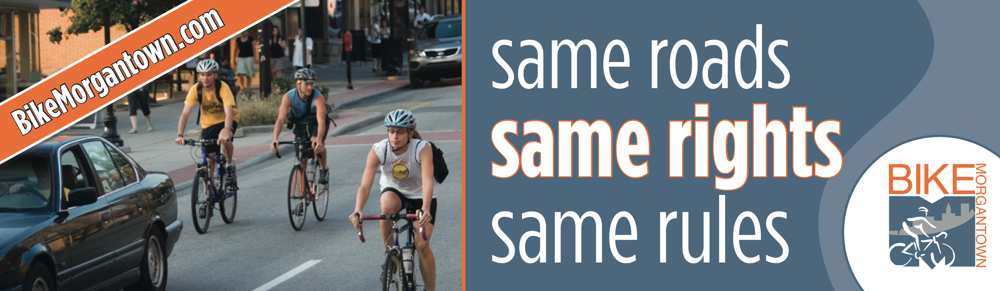 BikeMorgantown.com
same roads
same rights
same rules
BIKE
MORGANTOWN